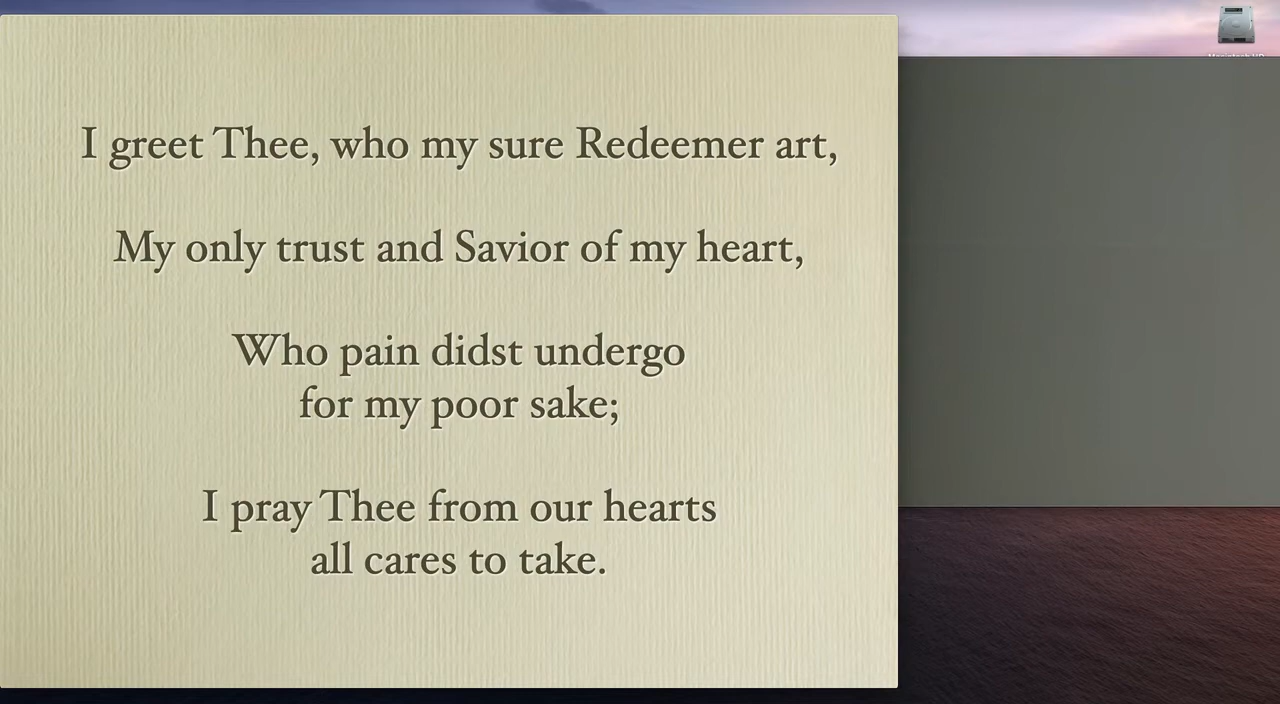 I greet Thee, who my sure Redeemer art,
My only trust and Savior of my heart,
Who pain didst undergo
for my poor sake;
I pray Thee from our hearts
all cares to take.